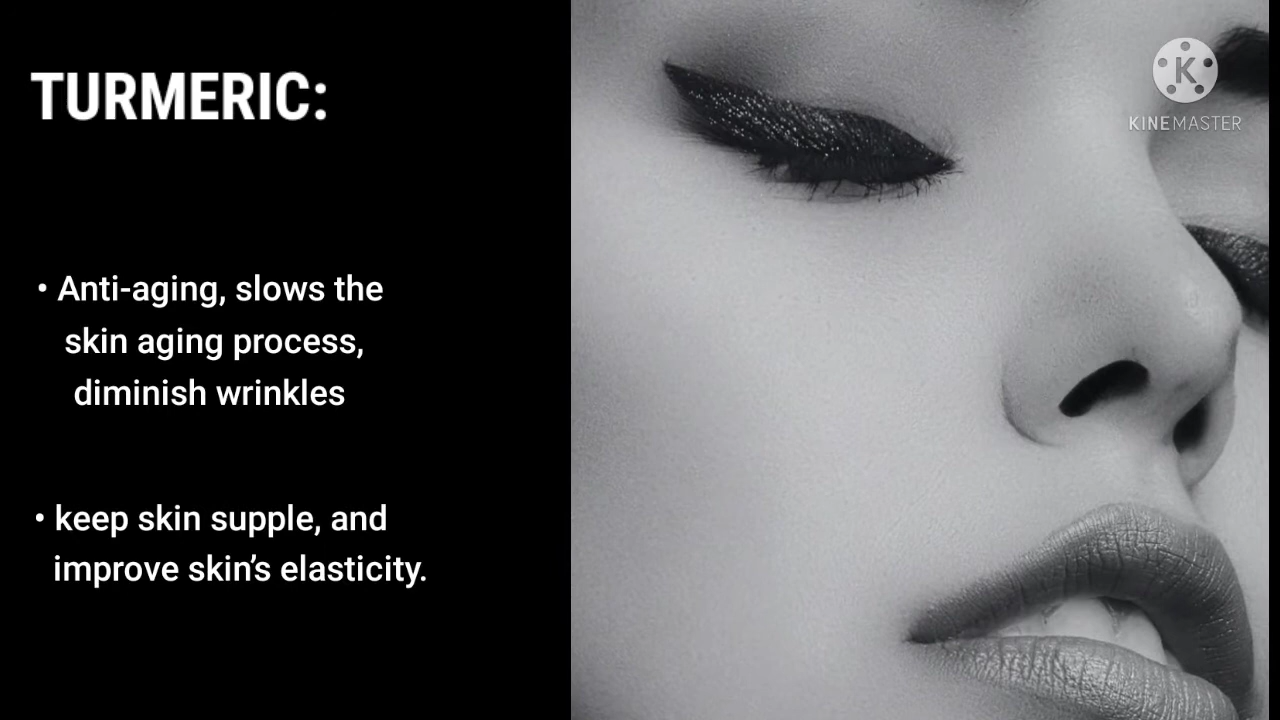 TURMERIC:
• Anti-aging, slows the
skin aging process,
diminish wrinkles
• keep skin supple, and
improve skin's elasticity.
K
KINEMASTER